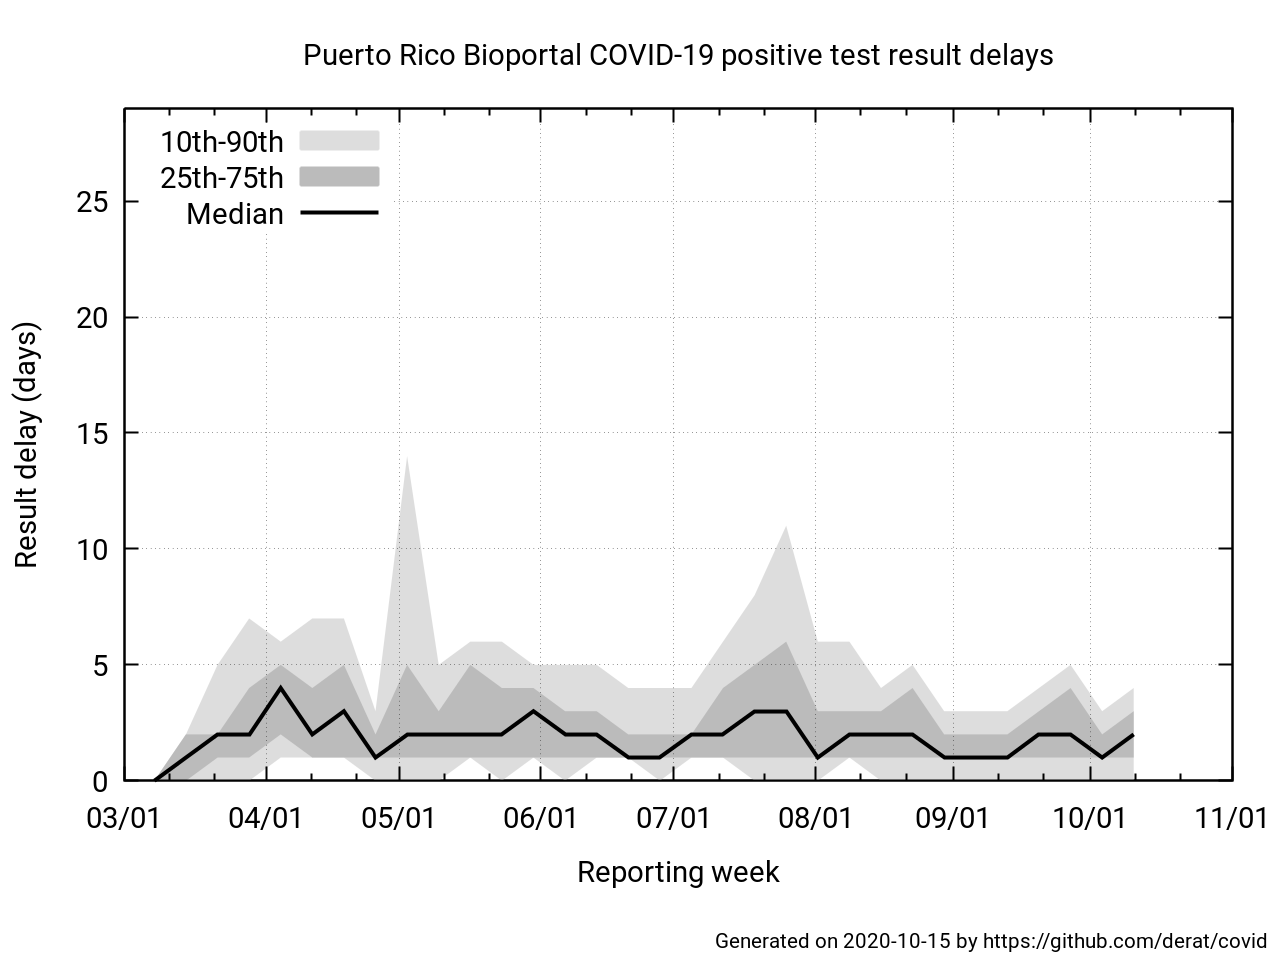 Puerto Rico Bioportal COVID-19 positive test result delays
10th-90th
25th-75th
Median
25
20
15
10
5
0
Result delay (days)
03/01 04/01 05/01 06/01 07/01 08/01 09/01 10/01 11/01
Reporting week
Generated on 2020-10-15 by https://github.com/derat/covid